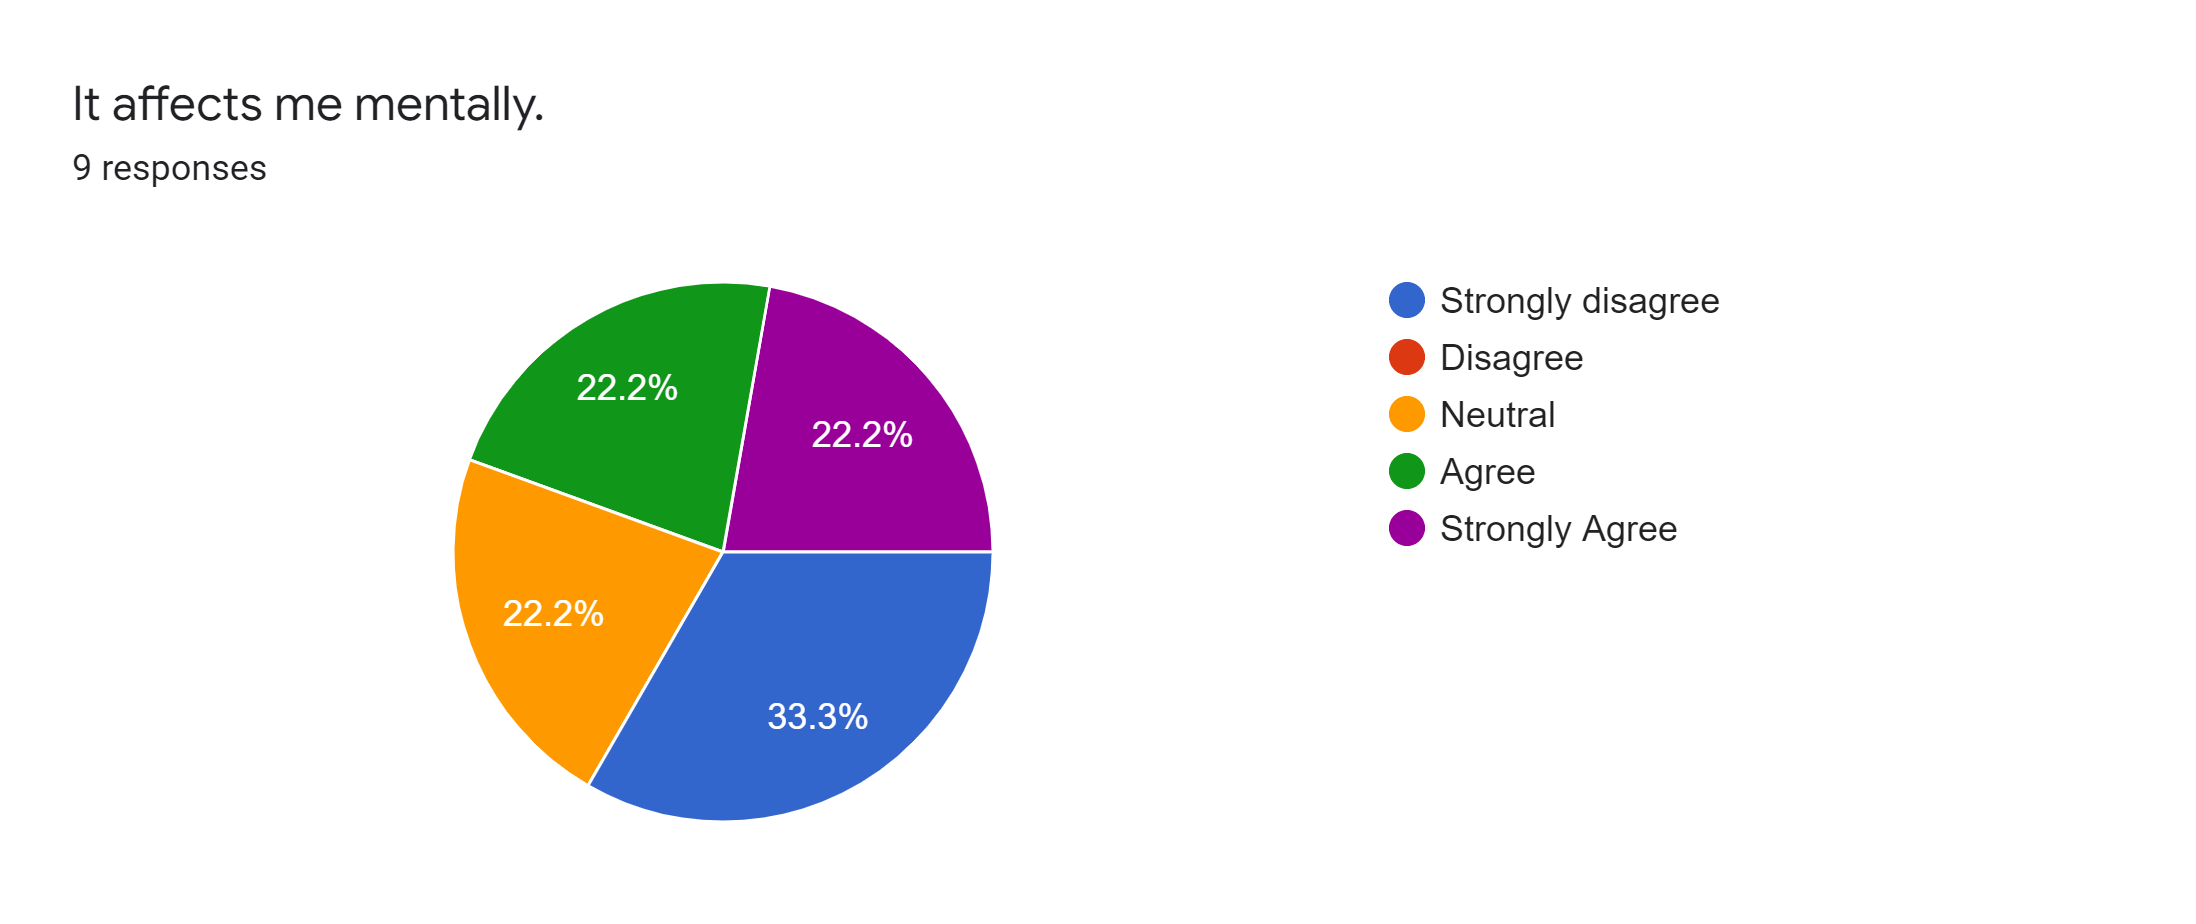 It affects me mentally.
9 responses
22.2%
22.2%
22.2%
33.3%
Strongly disagree
Disagree
Neutral
Agree
Strongly Agree